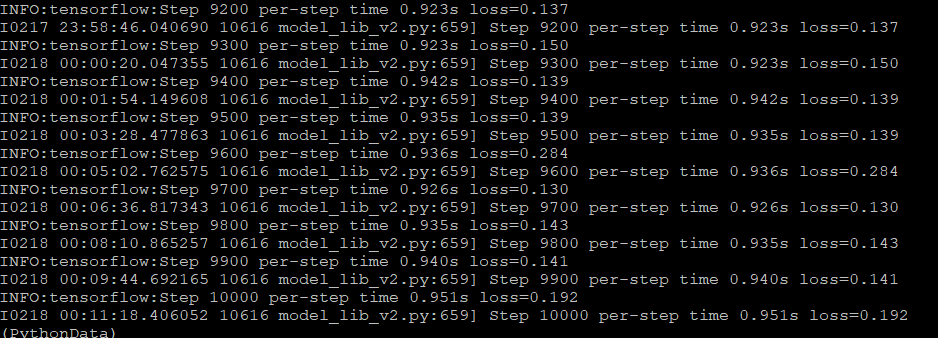 INFO:tensorflow:Step 9200 per-step time 0.923s loss=0.137
I0217 23:58:46.040690 10616 model_lib_v2.py:659] Step 9200 per-step time 0.923s loss=0.137
INFO:tensorflow:Step 9300 per-step time 0.923s loss=0.150
I0218 00:00:20.047355 10616 model_lib_v2.py:659] Step 9300 per-step time 0.923s loss=0.150
INFO:tensorflow:Step 9400 per-step time 0.942s loss=0.139
I0218 00:01:54.149608 10616 model_lib_v2.py:659] Step 9400 per-step time 0.942s loss=0.139
INFO:tensorflow:Step 9500 per-step time 0.935s loss=0.139
I0218 00:03:28.477863 10616 model_lib_v2.py:659] Step 9500 per-step time 0.935s loss=0.139
INFO:tensorflow:Step 9600 per-step time 0.936s loss=0.284
I0218 00:05:02.762575 10616 model_lib_v2.py:659] Step 9600 per-step time 0.936s loss=0.284
INFO:tensorflow:Step 9700 per-step time 0.926s loss=0.130
I0218 00:06:36.817343 10616 model_lib_v2.py:659] Step 9700 per-step time 0.926s loss=0.130
INFO:tensorflow:Step 9800 per-step time 0.935s loss=0.143
I0218 00:08:10.865257 10616 model_lib_v2.py:659] Step 9800 per-step time 0.935s loss=0.143
INFO:tensorflow:Step 9900 per-step time 0.940s loss=0.141
I0218 00:09:44.692165 10616 model_lib_v2.py:659] Step 9900 per-step time 0.940s loss=0.141
INFO:tensorflow:Step 10000 per-step time 0.951s loss=0.192
I0218 00:11:18.406052 10616 model_lib_v2.py:659] Step 10000 per-step time 0.951s loss=0.192
(PythonData)